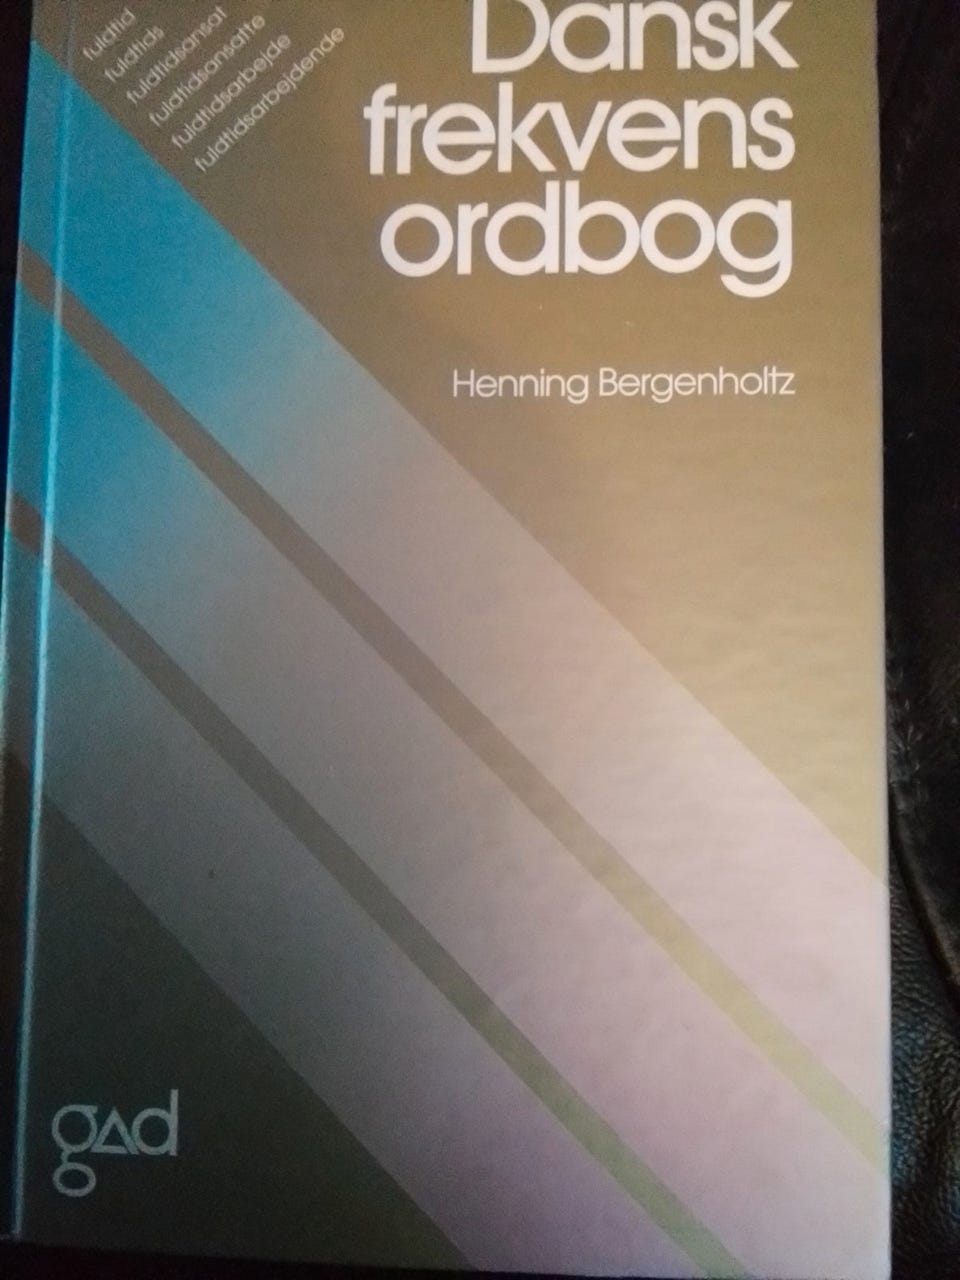 fuldtid
fuldtids
fuldtidsansat
fuldtidsansatte
fuldtidsarbejde
fuldtidsarbejdende
Dansk
frekvens
ordbog
Henning Bergenholtz
gad